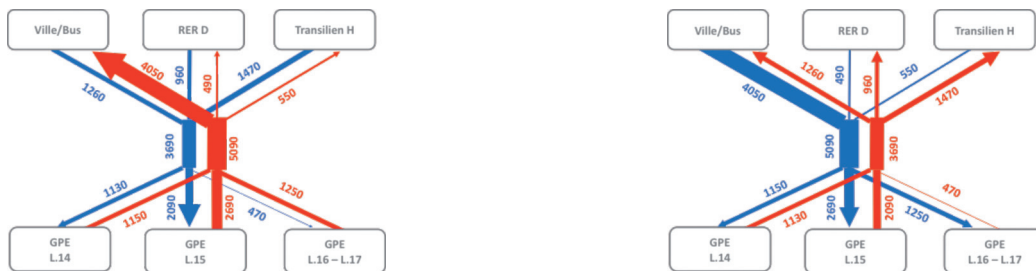 Ville/Bus
RER D
Transilien H
4050
960
490
1470
550
1260
3690
5090
1130
1150
2090
2690
470
1250
GPE
L.14
GPE
L.15
GPE
L.16 – L.17
Ville/Bus
RER D
Transilien H
1260
490
960
550
1470
4050
5090
3690
1150
1130
2690
2090
470
1250
GPE
L.14
GPE
L.15
GPE
L.16 – L.17